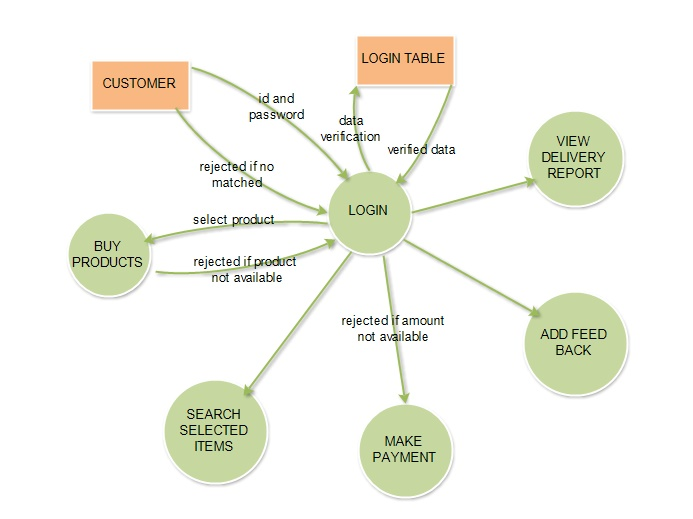 CUSTOMER
LOGIN TABLE
id and
password
data
verification
verified data
rejected if no
matched
VIEW
DELIVERY
REPORT
LOGIN
select product
BUY
PRODUCTS
rejected if product
not available
rejected if amount
not available
ADD FEED
BACK
SEARCH
SELECTED
ITEMS
MAKE
PAYMENT